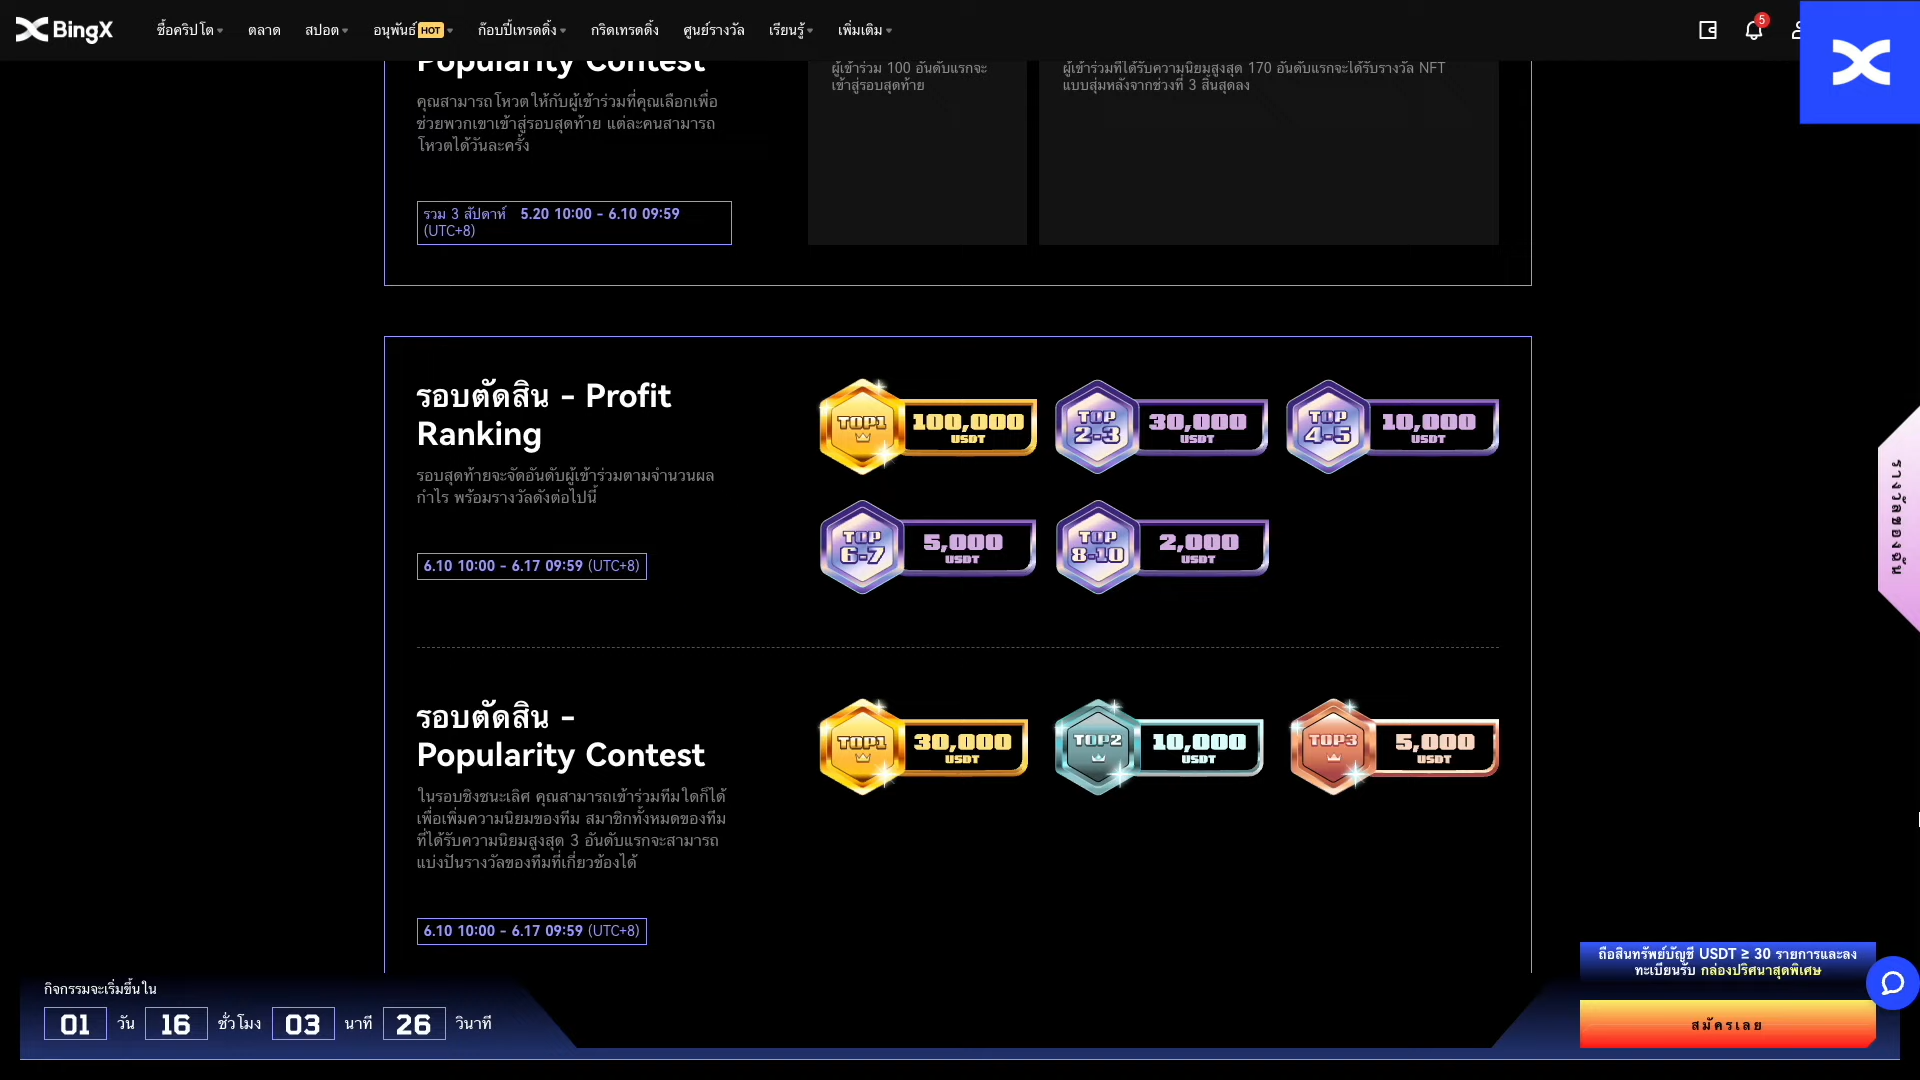 BingX
ซื้อคริปโต
ตลาด
สปอต
อนุพันธ์ HOT
ก๊อบปี้เทรดดิ้ง
กริดเทรดดิ้ง
ศูนย์รางวัล
เรียนรู้
เพิ่มเติม
5
Popularity Contest
คุณสามารถโหวตให้กับผู้เข้าร่วมที่คุณเลือกเพื่อ
ช่วยพวกเขาเข้าสู่รอบสุดท้าย แต่ละคนสามารถ
โหวตได้วันละครั้ง
รวม 3 สัปดาห์ 5.20 10:00 - 6.10 09:59
(UTC+8)
ผู้เข้าร่วม 100 อันดับแรกจะ
เข้าสู่รอบสุดท้าย
ผู้เข้าร่วมที่ได้รับความนิยมสูงสุด 170 อันดับแรกจะได้รับรางวัล NFT
แบบสุ่มหลังจากช่วงที่ 3 สิ้นสุดลง
รอบตัดสิน - Profit
Ranking
รอบสุดท้ายจะจัดอันดับผู้เข้าร่วมตามจำนวนผล
กำไร พร้อมรางวัลดังต่อไปนี้
6.10 10:00 - 6.17 09:59 (UTC+8)
TOP1 100,000 USDT
TOP 2-3 30,000 USDT
TOP 4-5 10,000 USDT
TOP 6-7 5,000 USDT
TOP 8-10 2,000 USDT
รอบตัดสิน -
Popularity Contest
ในรอบชิงชนะเลิศ คุณสามารถเข้าร่วมทีมใดก็ได้
เพื่อเพิ่มความนิยมของทีม สมาชิกทั้งหมดของทีม
ที่ได้รับความนิยมสูงสุด 3 อันดับแรกจะสามารถ
แบ่งปันรางวัลของทีมที่เกี่ยวข้องได้
6.10 10:00 - 6.17 09:59 (UTC+8)
TOP1 30,000 USDT
TOP2 10,000 USDT
TOP3 5,000 USDT
รางวัลของฉัน
กิจกรรมจะเริ่มขึ้นใน
01 วัน 16 ชั่วโมง 03 นาที 26 วินาที
ถือสินทรัพย์บัญชี USDT ≥ 30 รายการและลง
ทะเบียนรับ กล่องปริศนาสุดพิเศษ
สมัครเลย